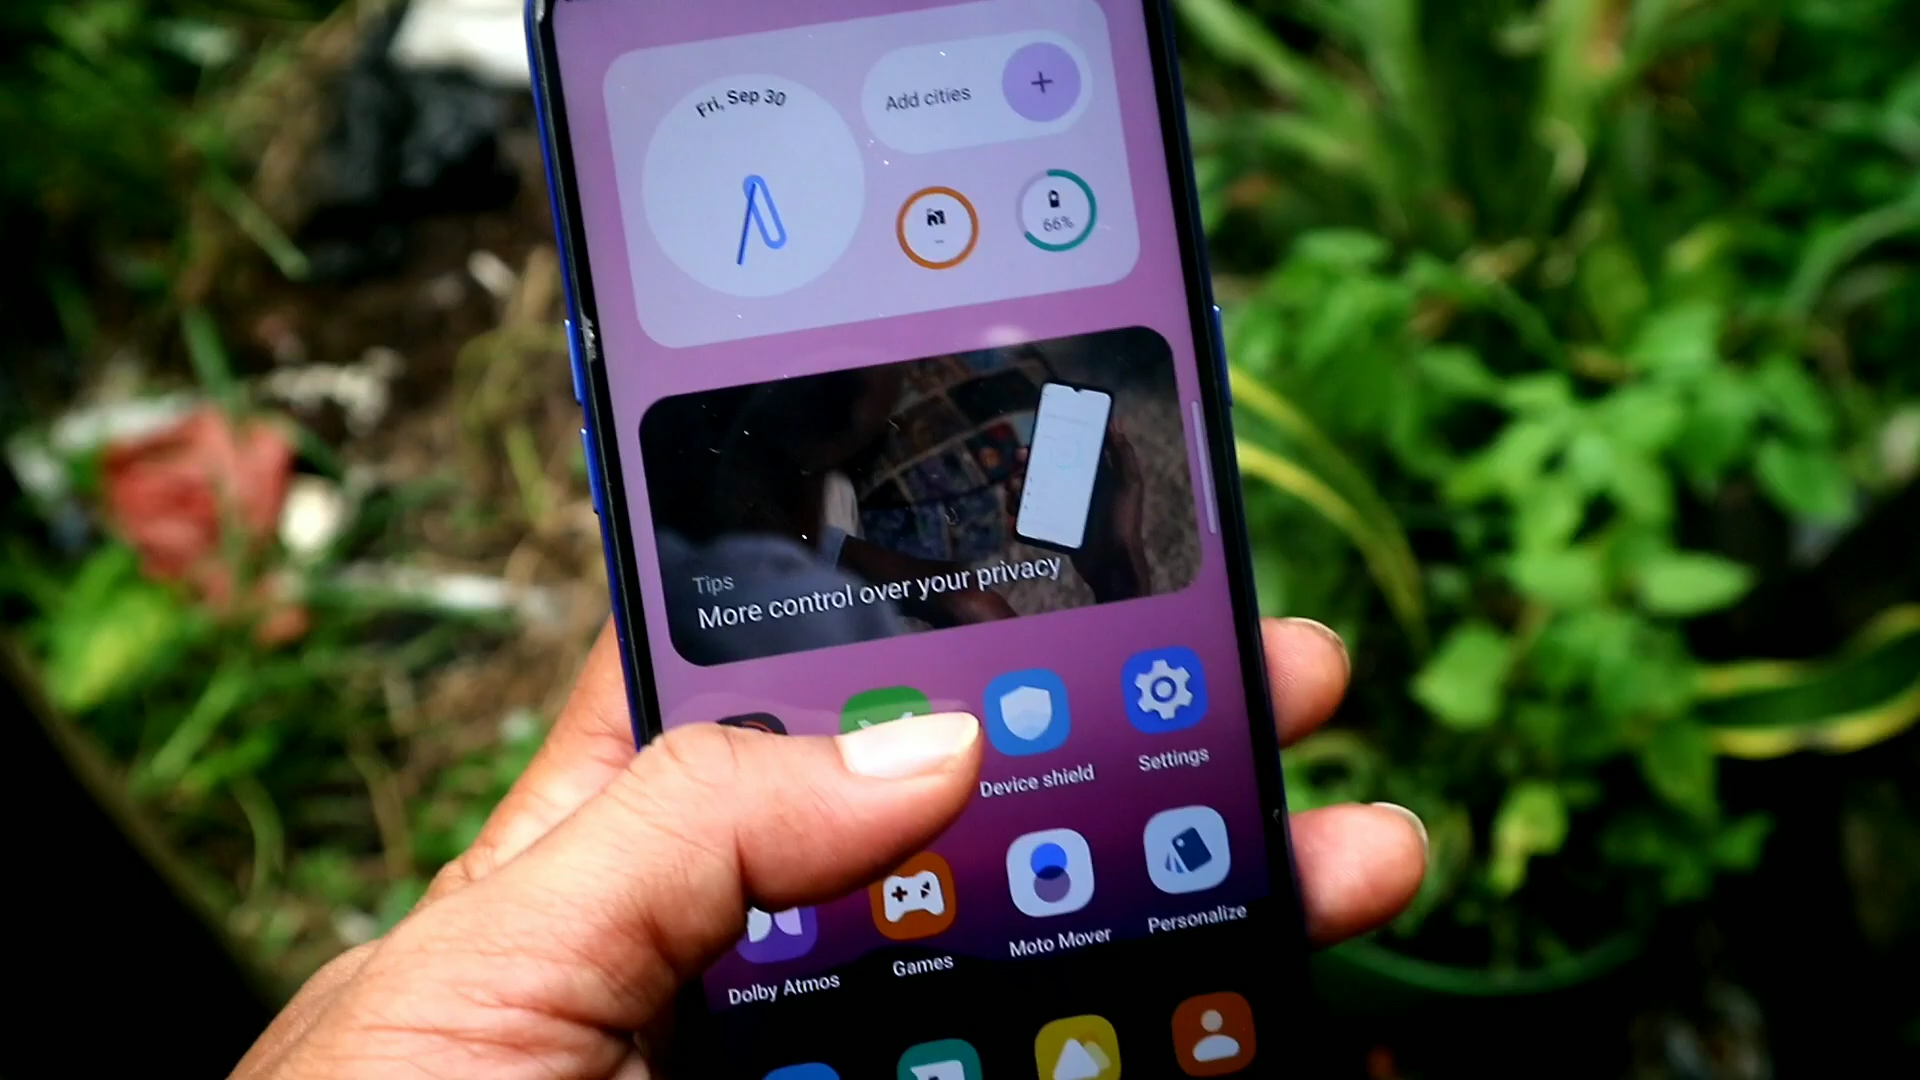 Fri, Sep 30
Add cities
66%
Tips
More control over your privacy
Device shield
Settings
Dolby Atmos
Games
Moto Mover
Personalize